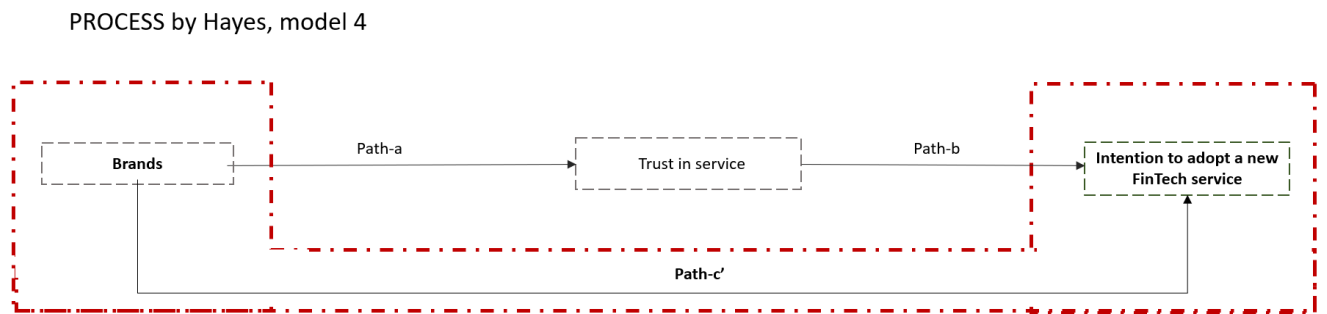 PROCESS by Hayes, model 4
Path-a
Path-b
Brands
Trust in service
Intention to adopt a new
FinTech service
Path-c’